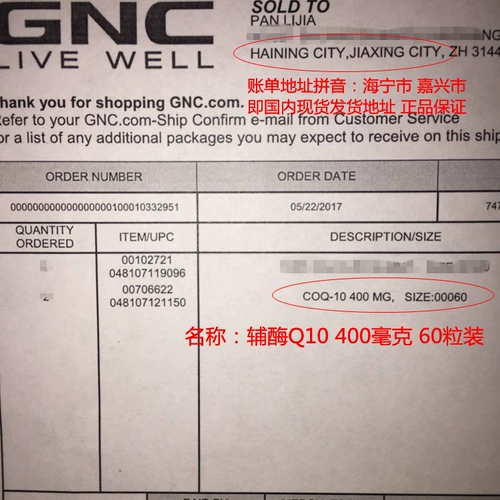 GNC
LIVE WELL
SOLD TO
PAN LIJIA
HAINING CITY,JIAXING CITY, ZH 3144
账单地址拼音：海宁市 嘉兴市
即国内现货发货地址 正品保证
hank you for shopping GNC.com.
efer to your GNC.com-Ship Confirm e-mail from Customer Service
or a list of any additional packages you may expect to receive on this ship
ORDER NUMBER ORDER DATE
00000000000000000100010332951 05/22/2017 747
QUANTITY ORDERED ITEM/UPC DESCRIPTION/SIZE
00102721
048107119096
00706622 COQ-10 400 MG, SIZE:00060
048107121150
名称：辅酶Q10 400毫克 60粒装